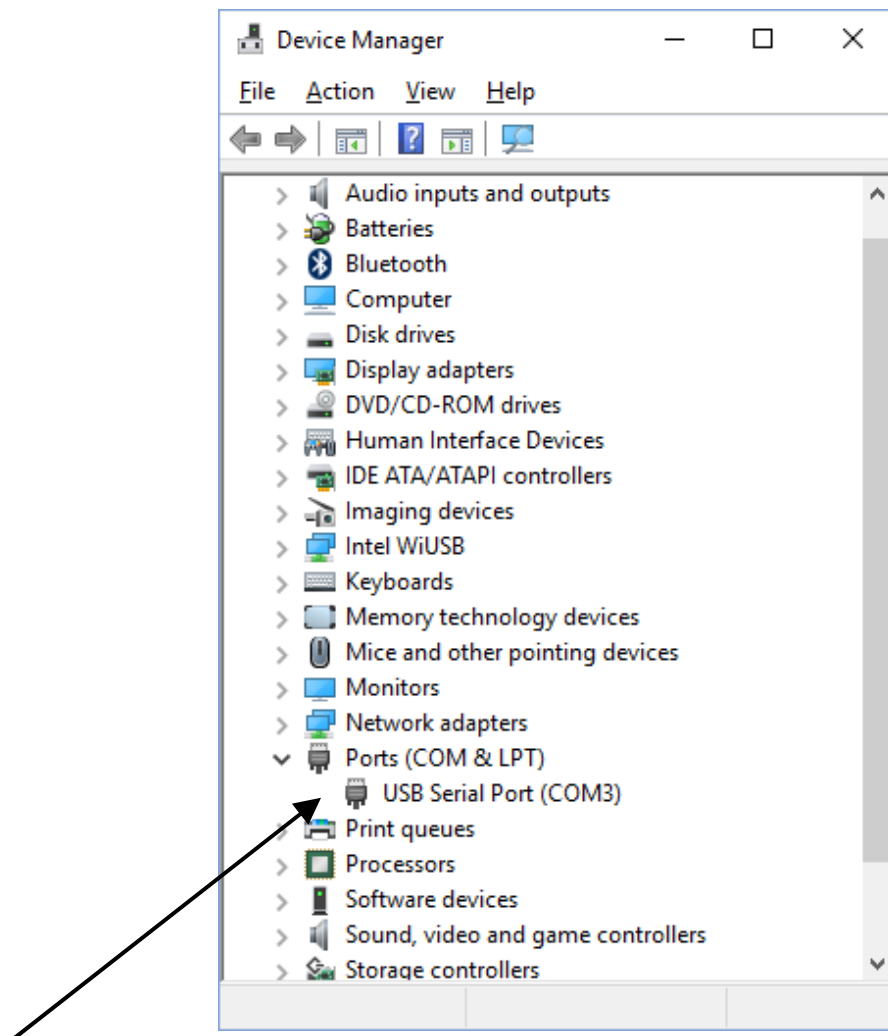 Device Manager
File Action View Help
Audio inputs and outputs
Batteries
Bluetooth
Computer
Disk drives
Display adapters
DVD/CD-ROM drives
Human Interface Devices
IDE ATA/ATAPI controllers
Imaging devices
Intel WiUSB
Keyboards
Memory technology devices
Mice and other pointing devices
Monitors
Network adapters
Ports (COM & LPT)
USB Serial Port (COM3)
Print queues
Processors
Software devices
Sound, video and game controllers
Storage controllers